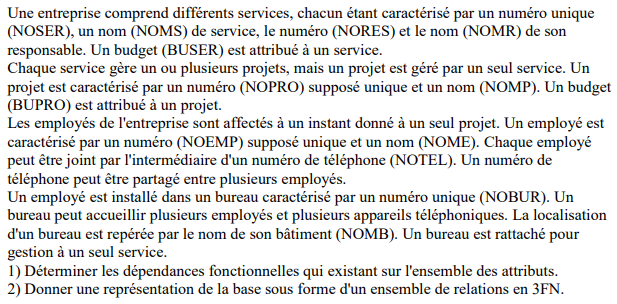 Une entreprise comprend différents services, chacun étant caractérisé par un numéro unique
(NOSER), un nom (NOMS) de service, le numéro (NORES) et le nom (NOMR) de son
responsable. Un budget (BUSER) est attribué à un service.
Chaque service gère un ou plusieurs projets, mais un projet est géré par un seul service. Un
projet est caractérisé par un numéro (NOPRO) supposé unique et un nom (NOMP). Un budget
(BUPRO) est attribué à un projet.
Les employés de l'entreprise sont affectés à un instant donné à un seul projet. Un employé est
caractérisé par un numéro (NOEMP) supposé unique et un nom (NOME). Chaque employé
peut être joint par l'intermédiaire d'un numéro de téléphone (NOTEL). Un numéro de
téléphone peut être partagé entre plusieurs employés.
Un employé est installé dans un bureau caractérisé par un numéro unique (NOBUR). Un
bureau peut accueillir plusieurs employés et plusieurs appareils téléphoniques. La localisation
d'un bureau est repérée par le nom de son bâtiment (NOMB). Un bureau est rattaché pour
gestion à un seul service.
1) Déterminer les dépendances fonctionnelles qui existant sur l'ensemble des attributs.
2) Donner une représentation de la base sous forme d'un ensemble de relations en 3FN.